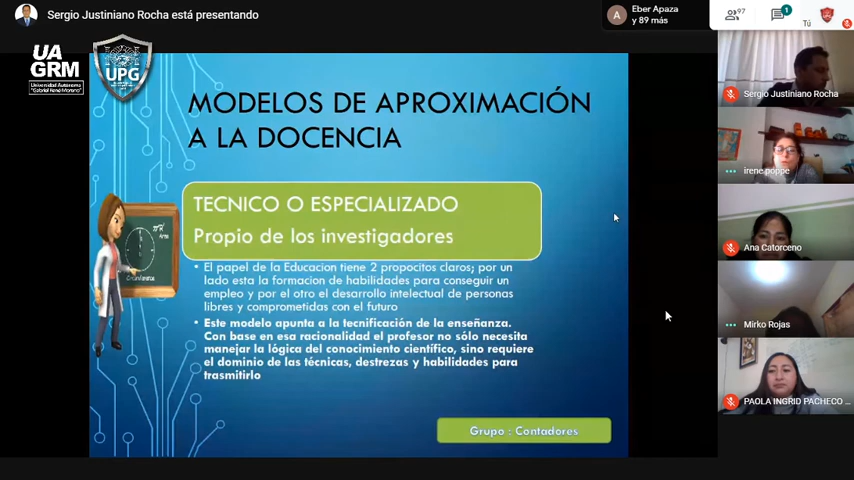 Sergio Justiniano Rocha está presentando
Eber Apaza
y 89 más
A
97
1
Tú
UA
GRM
Universidad Autónoma
"Gabriel René Moreno"
UPG
MODELOS DE APROXIMACIÓN
A LA DOCENCIA
TECNICO O ESPECIALIZADO
Propio de los investigadores
• El papel de la Educacion tiene 2 propocitos claros; por un
lado esta la formacion de habilidades para conseguir un
empleo y por el otro el desarrollo intelectual de personas
libres y comprometidas con el futuro
• Este modelo apunta a la tecnificación de la enseñanza.
Con base en esa racionalidad el profesor no sólo necesita
manejar la lógica del conocimiento científico, sino requiere
el dominio de las técnicas, destrezas y habilidades para
trasmitirlo
Grupo : Contadores
Sergio Justiniano Rocha
irene poppe
Ana Catorceno
Mirko Rojas
PAOLA INGRID PACHECO ...